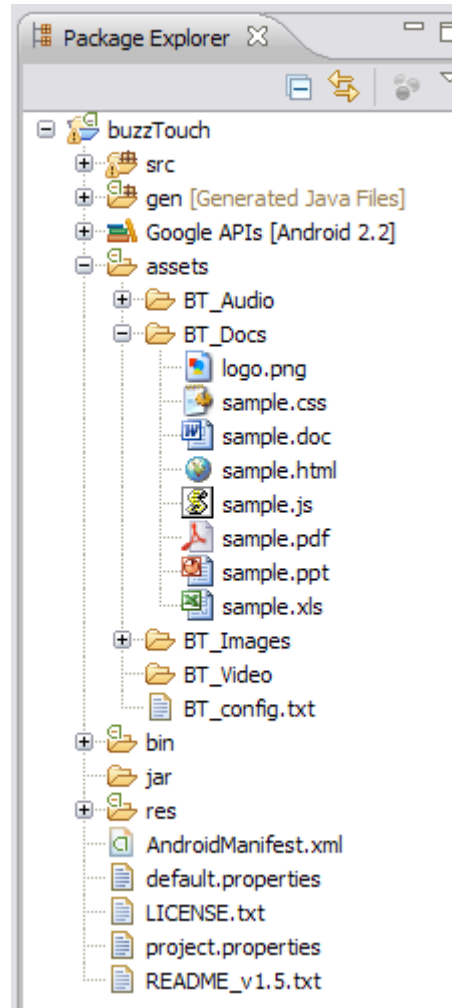 Package Explorer
buzzTouch
src
gen [Generated Java Files]
Google APIs [Android 2.2]
assets
BT_Audio
BT_Docs
logo.png
sample.css
sample.doc
sample.html
sample.js
sample.pdf
sample.ppt
sample.xls
BT_Images
BT_Video
BT_config.txt
bin
jar
res
AndroidManifest.xml
default.properties
LICENSE.txt
project.properties
README_v1.5.txt